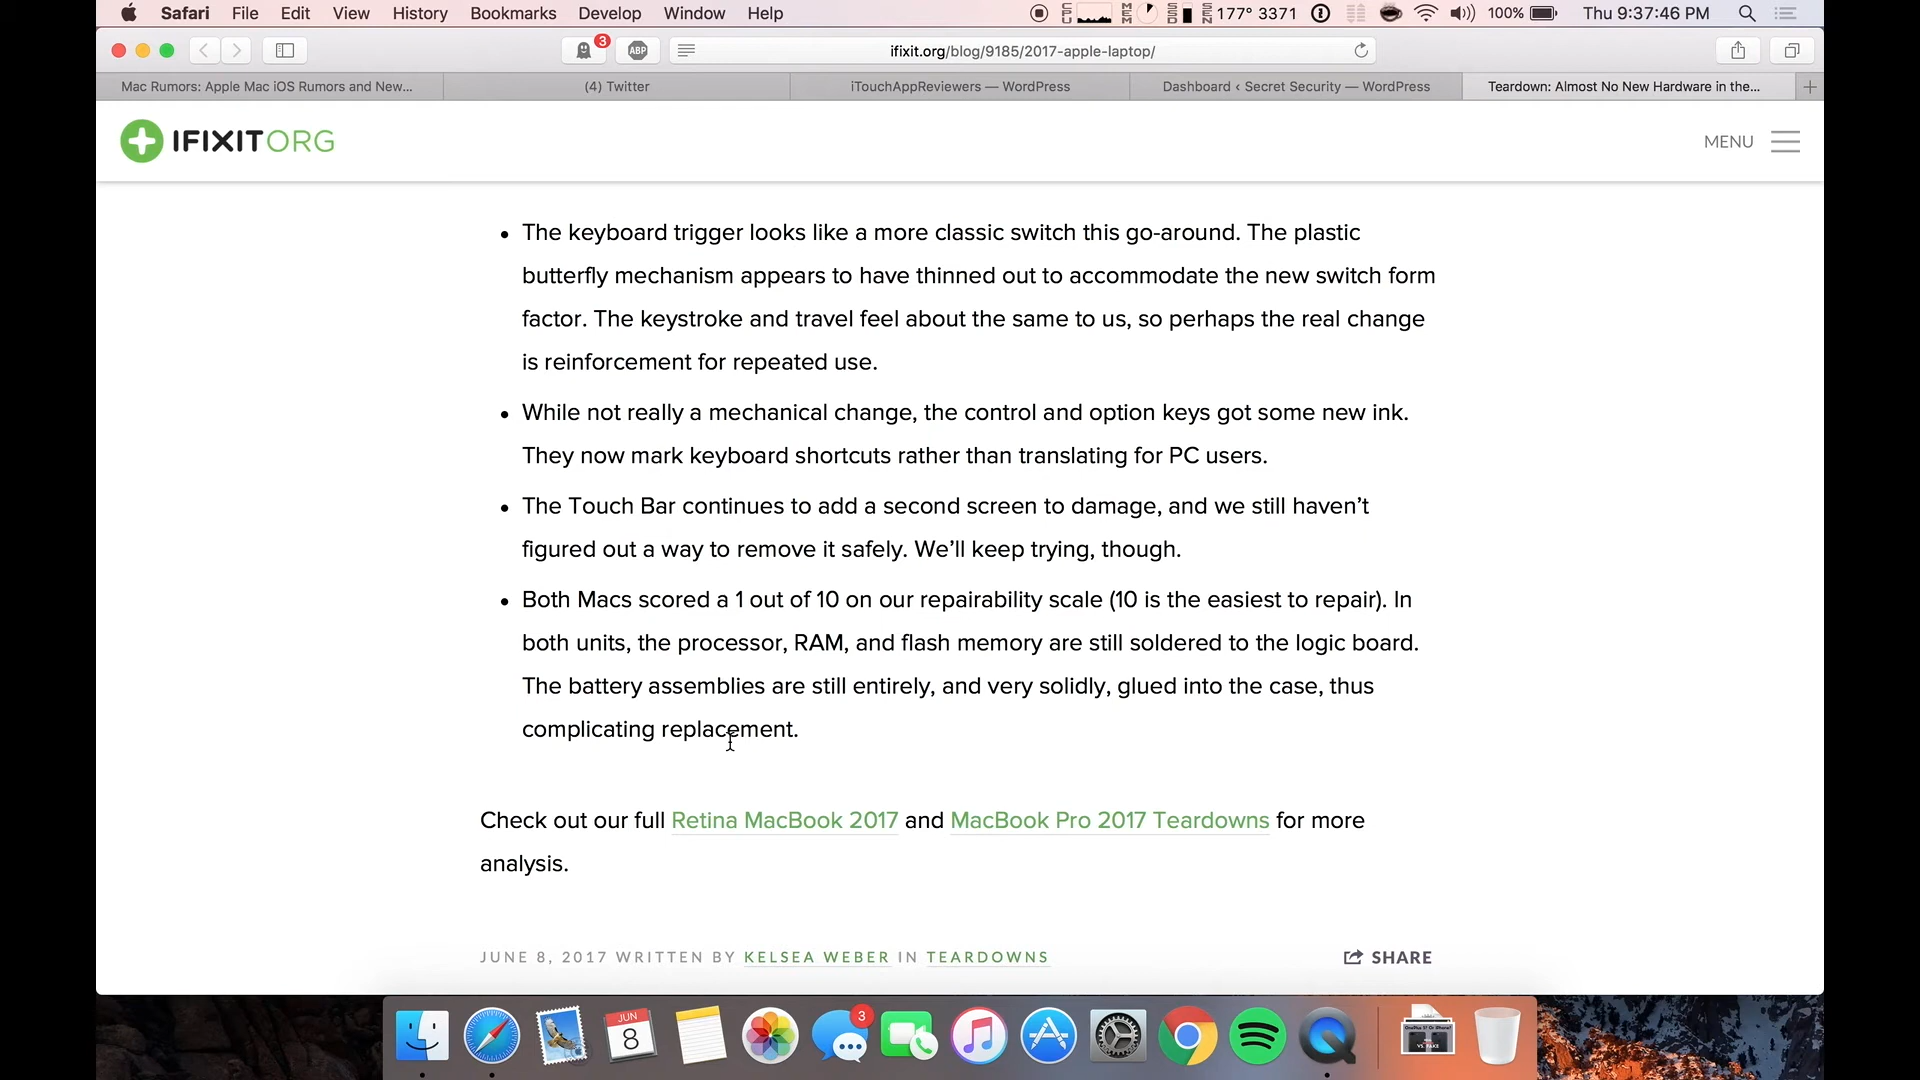 Safari File Edit View History Bookmarks Develop Window Help CPU MEM SSD SEN 177° 3371 100% Thu 9:37:46 PM
3 ABP ifixit.org/blog/9185/2017-apple-laptop/
Mac Rumors: Apple Mac iOS Rumors and New... (4) Twitter iTouchAppReviewers — WordPress Dashboard ‹ Secret Security — WordPress Teardown: Almost No New Hardware in the...
IFIXITORG MENU
• The keyboard trigger looks like a more classic switch this go-around. The plastic
butterfly mechanism appears to have thinned out to accommodate the new switch form
factor. The keystroke and travel feel about the same to us, so perhaps the real change
is reinforcement for repeated use.
• While not really a mechanical change, the control and option keys got some new ink.
They now mark keyboard shortcuts rather than translating for PC users.
• The Touch Bar continues to add a second screen to damage, and we still haven’t
figured out a way to remove it safely. We’ll keep trying, though.
• Both Macs scored a 1 out of 10 on our repairability scale (10 is the easiest to repair). In
both units, the processor, RAM, and flash memory are still soldered to the logic board.
The battery assemblies are still entirely, and very solidly, glued into the case, thus
complicating replacement.
Check out our full Retina MacBook 2017 and MacBook Pro 2017 Teardowns for more
analysis.
JUNE 8, 2017 WRITTEN BY KELSEA WEBER IN TEARDOWNS SHARE
JUN
8
3